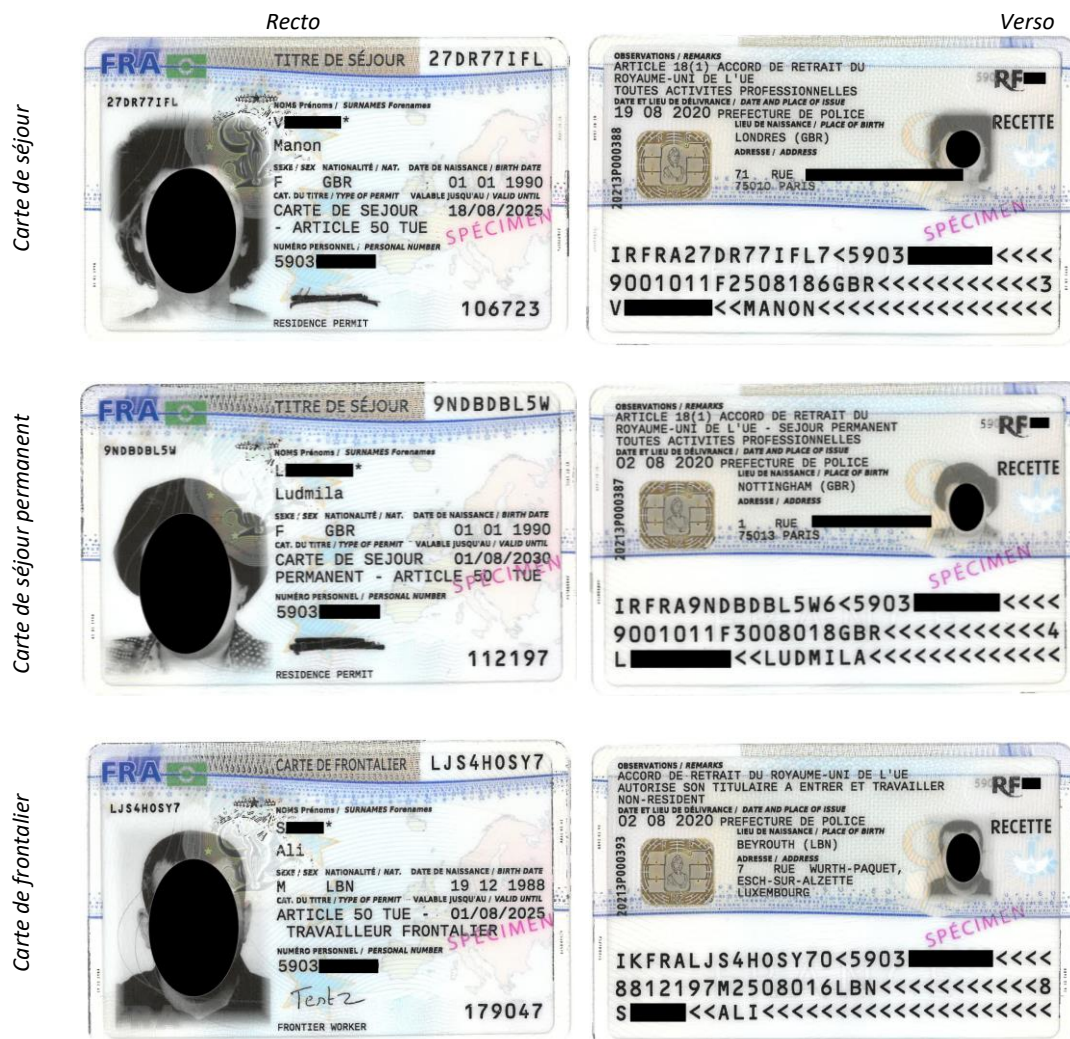 Recto
Verso
Carte de séjour
FRA
TITRE DE SÉJOUR
27DR77IFL
27DR77IFL
NOMS Prénoms / SURNAMES Forenames
V *
Manon
SEXE / SEX NATIONALITÉ / NAT. DATE DE NAISSANCE / BIRTH DATE
F GBR 01 01 1990
CAT. DU TITRE / TYPE OF PERMIT VALABLE JUSQU'AU / VALID UNTIL
CARTE DE SEJOUR 18/08/2025
- ARTICLE 50 TUE
SPÉCIMEN
NUMÉRO PERSONNEL / PERSONAL NUMBER
5903
106723
RESIDENCE PERMIT
OBSERVATIONS / REMARKS
ARTICLE 18(1) ACCORD DE RETRAIT DU
ROYAUME-UNI DE L'UE
TOUTES ACTIVITES PROFESSIONNELLES
DATE ET LIEU DE DÉLIVRANCE / DATE AND PLACE OF ISSUE
19 08 2020 PREFECTURE DE POLICE
LIEU DE NAISSANCE / PLACE OF BIRTH
LONDRES (GBR)
ADRESSE / ADDRESS
71 RUE
75010 PARIS
20213P000388
590
RF
RECETTE
SPÉCIMEN
IRFRA27DR77IFL7<5903 <<<<
9001011F2508186GBR<<<<<<<<<<<3
V <<MANON<<<<<<<<<<<<<<<<
Carte de séjour permanent
FRA
TITRE DE SÉJOUR
9NDBDBL5W
9NDBDBL5W
NOMS Prénoms / SURNAMES Forenames
L *
Ludmila
SEXE / SEX NATIONALITÉ / NAT. DATE DE NAISSANCE / BIRTH DATE
F GBR 01 01 1990
CAT. DU TITRE / TYPE OF PERMIT VALABLE JUSQU'AU / VALID UNTIL
CARTE DE SEJOUR 01/08/2030
PERMANENT - ARTICLE 50 TUE
SPÉCIMEN
NUMÉRO PERSONNEL / PERSONAL NUMBER
5903
112197
RESIDENCE PERMIT
OBSERVATIONS / REMARKS
ARTICLE 18(1) ACCORD DE RETRAIT DU
ROYAUME-UNI DE L'UE - SEJOUR PERMANENT
TOUTES ACTIVITES PROFESSIONNELLES
DATE ET LIEU DE DÉLIVRANCE / DATE AND PLACE OF ISSUE
02 08 2020 PREFECTURE DE POLICE
LIEU DE NAISSANCE / PLACE OF BIRTH
NOTTINGHAM (GBR)
ADRESSE / ADDRESS
1 RUE
75013 PARIS
20213P000387
590
RF
RECETTE
SPÉCIMEN
IRFRA9NDBDBL5W6<5903 <<<<
9001011F3008018GBR<<<<<<<<<<<4
L <<LUDMILA<<<<<<<<<<<<<
Carte de frontalier
FRA
CARTE DE FRONTALIER
LJS4HOSY7
LJS4HOSY7
NOMS Prénoms / SURNAMES Forenames
S *
Ali
SEXE / SEX NATIONALITÉ / NAT. DATE DE NAISSANCE / BIRTH DATE
M LBN 19 12 1988
CAT. DU TITRE / TYPE OF PERMIT VALABLE JUSQU'AU / VALID UNTIL
ARTICLE 50 TUE - 01/08/2025
TRAVAILLEUR FRONTALIER
SPÉCIMEN
NUMÉRO PERSONNEL / PERSONAL NUMBER
5903
Test2
179047
FRONTIER WORKER
OBSERVATIONS / REMARKS
ACCORD DE RETRAIT DU ROYAUME-UNI DE L'UE
AUTORISE SON TITULAIRE A ENTRER ET TRAVAILLER
NON-RESIDENT
DATE ET LIEU DE DÉLIVRANCE / DATE AND PLACE OF ISSUE
02 08 2020 PREFECTURE DE POLICE
LIEU DE NAISSANCE / PLACE OF BIRTH
BEYROUTH (LBN)
ADRESSE / ADDRESS
7 RUE WURTH-PAQUET,
ESCH-SUR-ALZETTE
LUXEMBOURG
20213P000393
590
RF
RECETTE
SPÉCIMEN
IKFRALJS4HOSY70<5903 <<<<
8812197M2508016LBN<<<<<<<<<<<8
S <<ALI<<<<<<<<<<<<<<<<<<<